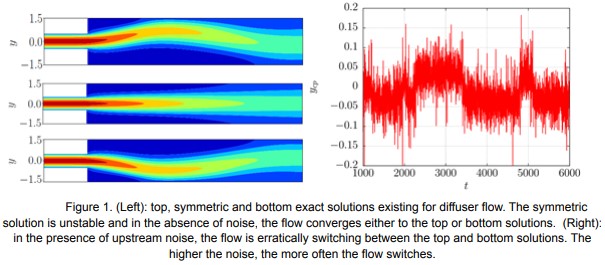 1.5
y
0.0
−1.5
1.5
y
0.0
−1.5
1.5
y
0.0
−1.5
0.2
0.15
0.1
0.05
0
−0.05
−0.1
−0.15
−0.2
y_cp
1000 2000 3000 4000 5000 6000
t
Figure 1. (Left): top, symmetric and bottom exact solutions existing for diffuser flow. The symmetric
solution is unstable and in the absence of noise, the flow converges either to the top or bottom solutions. (Right):
in the presence of upstream noise, the flow is erratically switching between the top and bottom solutions. The
higher the noise, the more often the flow switches.